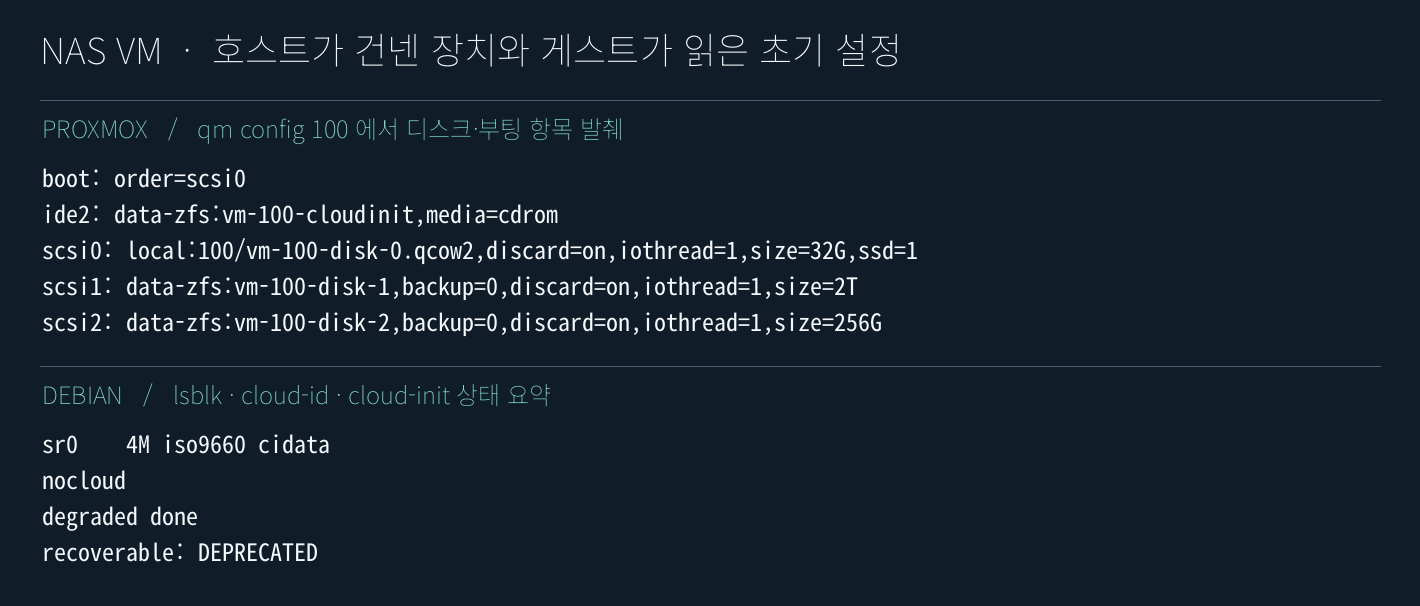 NAS VM · 호스트가 건넨 장치와 게스트가 읽은 초기 설정
PROXMOX / qm config 100 에서 디스크·부팅 항목 발췌
boot: order=scsi0
ide2: data-zfs:vm-100-cloudinit,media=cdrom
scsi0: local:100/vm-100-disk-0.qcow2,discard=on,iothread=1,size=32G,ssd=1
scsi1: data-zfs:vm-100-disk-1,backup=0,discard=on,iothread=1,size=2T
scsi2: data-zfs:vm-100-disk-2,backup=0,discard=on,iothread=1,size=256G
DEBIAN / lsblk · cloud-id · cloud-init 상태 요약
sr0    4M iso9660 cidata
nocloud
degraded done
recoverable: DEPRECATED